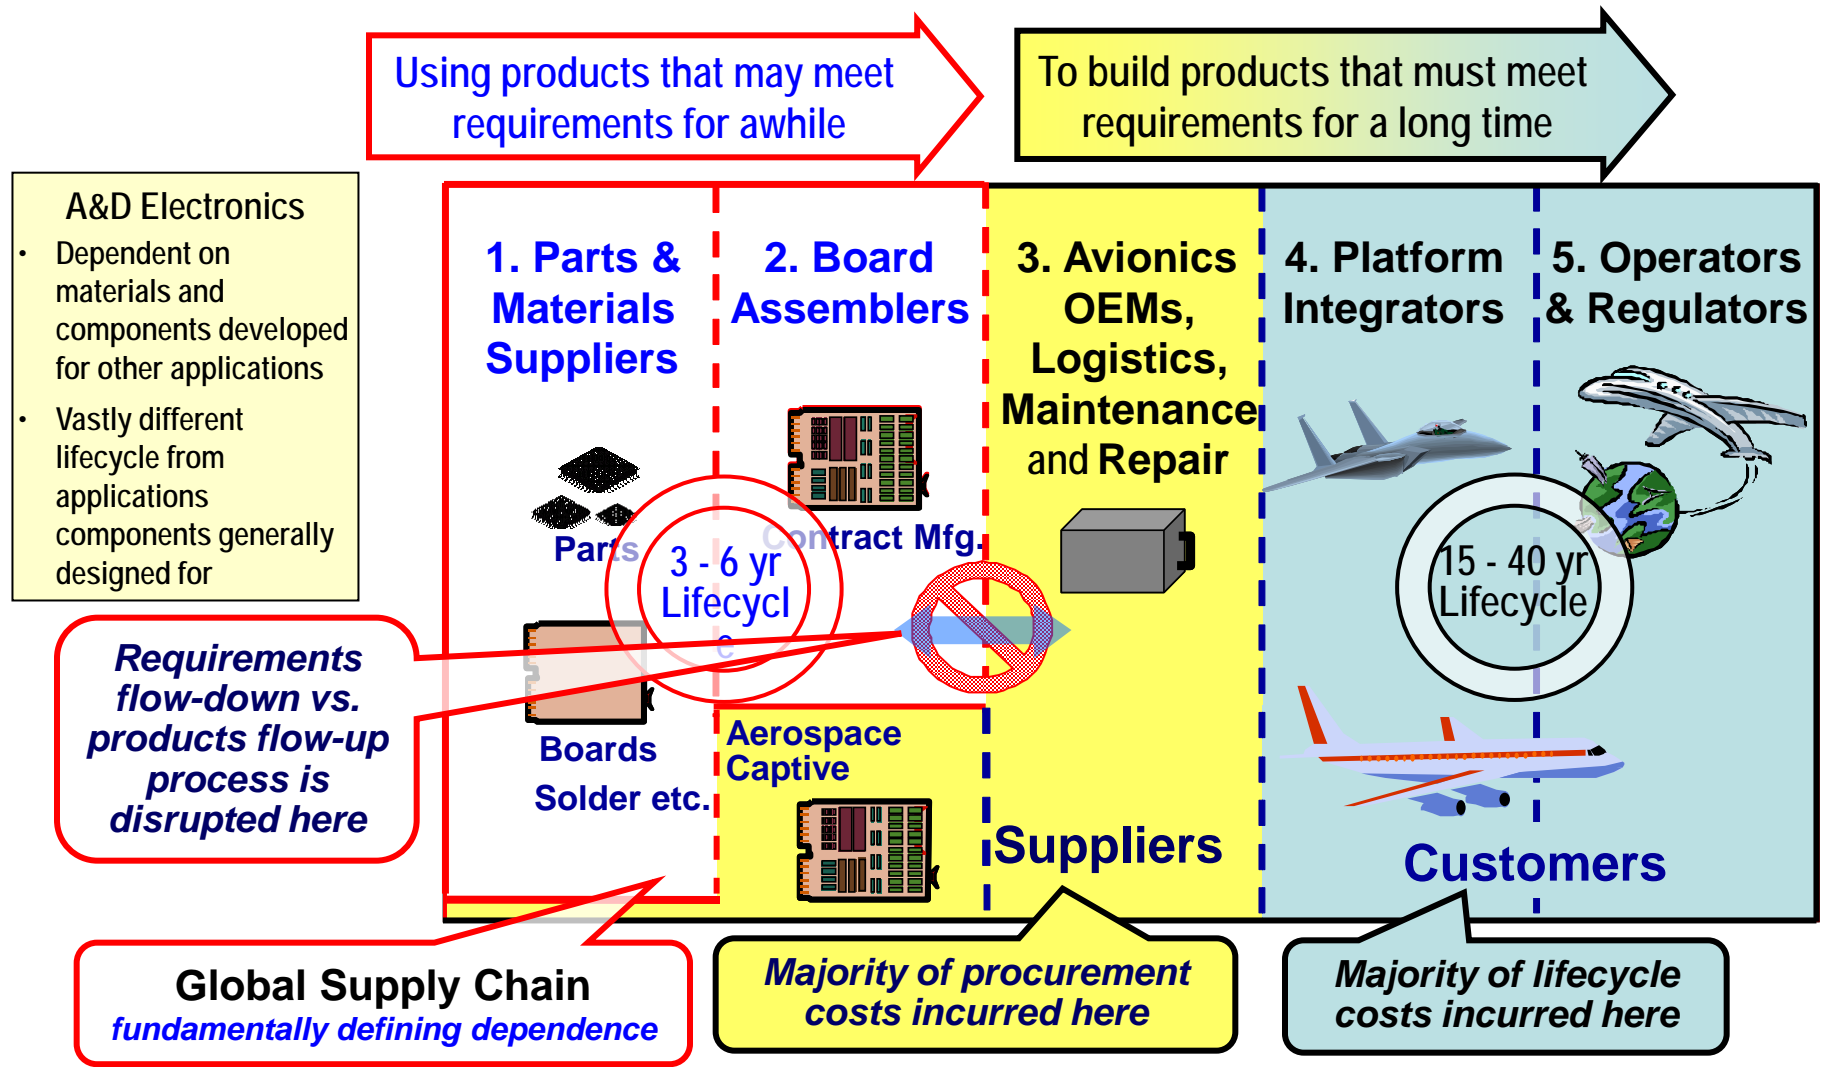 Using products that may meet
requirements for awhile
To build products that must meet
requirements for a long time
A&D Electronics
• Dependent on
materials and
components developed
for other applications
• Vastly different
lifecycle from
applications
components generally
designed for
1. Parts &
Materials
Suppliers
2. Board
Assemblers
3. Avionics
OEMs,
Logistics,
Maintenance
and Repair
4. Platform
Integrators
5. Operators
& Regulators
Parts
Contract Mfg.
3 - 6 yr
Lifecycl
e
15 - 40 yr
Lifecycle
Requirements
flow-down vs.
products flow-up
process is
disrupted here
Boards
Solder etc.
Aerospace
Captive
Suppliers
Customers
Global Supply Chain
fundamentally defining dependence
Majority of procurement
costs incurred here
Majority of lifecycle
costs incurred here